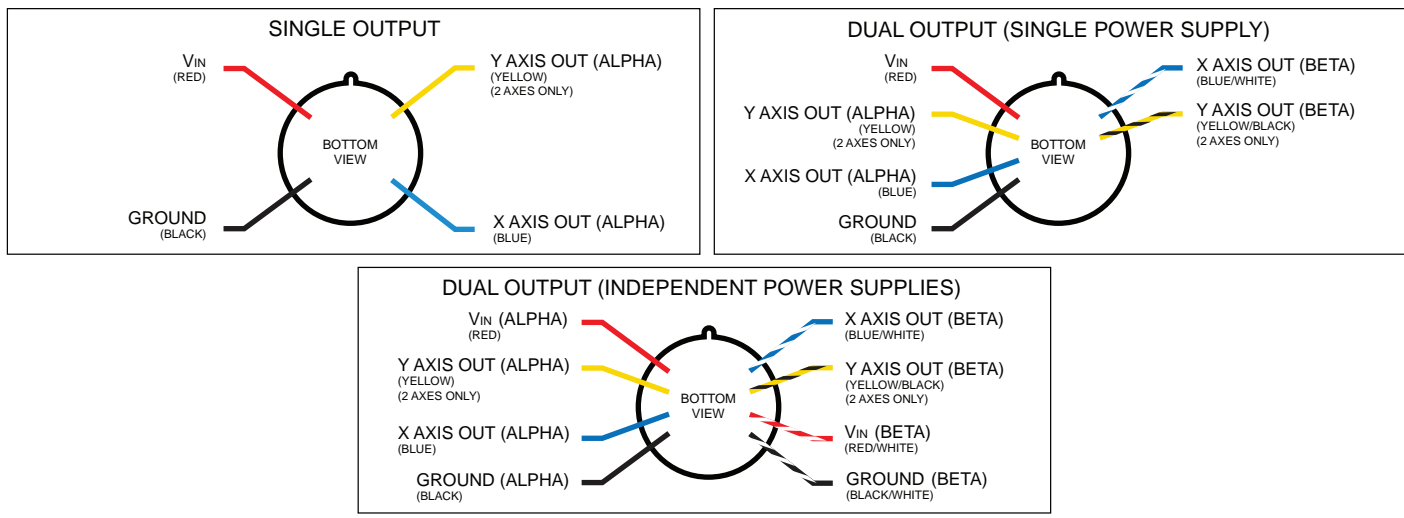 SINGLE OUTPUT
VIN
(RED)
Y AXIS OUT (ALPHA)
(YELLOW)
(2 AXES ONLY)
BOTTOM
VIEW
GROUND
(BLACK)
X AXIS OUT (ALPHA)
(BLUE)
DUAL OUTPUT (SINGLE POWER SUPPLY)
VIN
(RED)
X AXIS OUT (BETA)
(BLUE/WHITE)
Y AXIS OUT (ALPHA)
(YELLOW)
(2 AXES ONLY)
Y AXIS OUT (BETA)
(YELLOW/BLACK)
(2 AXES ONLY)
BOTTOM
VIEW
X AXIS OUT (ALPHA)
(BLUE)
GROUND
(BLACK)
DUAL OUTPUT (INDEPENDENT POWER SUPPLIES)
VIN (ALPHA)
(RED)
X AXIS OUT (BETA)
(BLUE/WHITE)
Y AXIS OUT (ALPHA)
(YELLOW)
(2 AXES ONLY)
Y AXIS OUT (BETA)
(YELLOW/BLACK)
(2 AXES ONLY)
BOTTOM
VIEW
X AXIS OUT (ALPHA)
(BLUE)
VIN (BETA)
(RED/WHITE)
GROUND (ALPHA)
(BLACK)
GROUND (BETA)
(BLACK/WHITE)